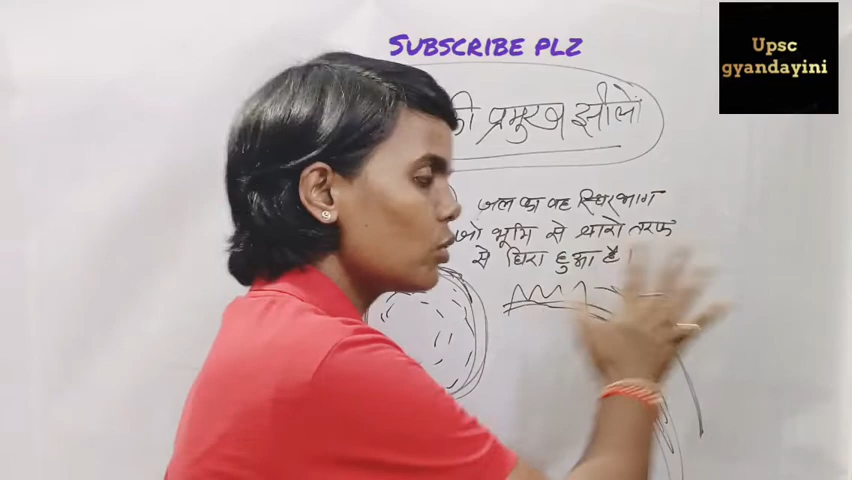 SUBSCRIBE PLZ
Upsc
gyandayini
की प्रमुख झीलों
जल का वह स्थिर भाग
जो भूमि से चारो तरफ
से घिरा हुआ है।